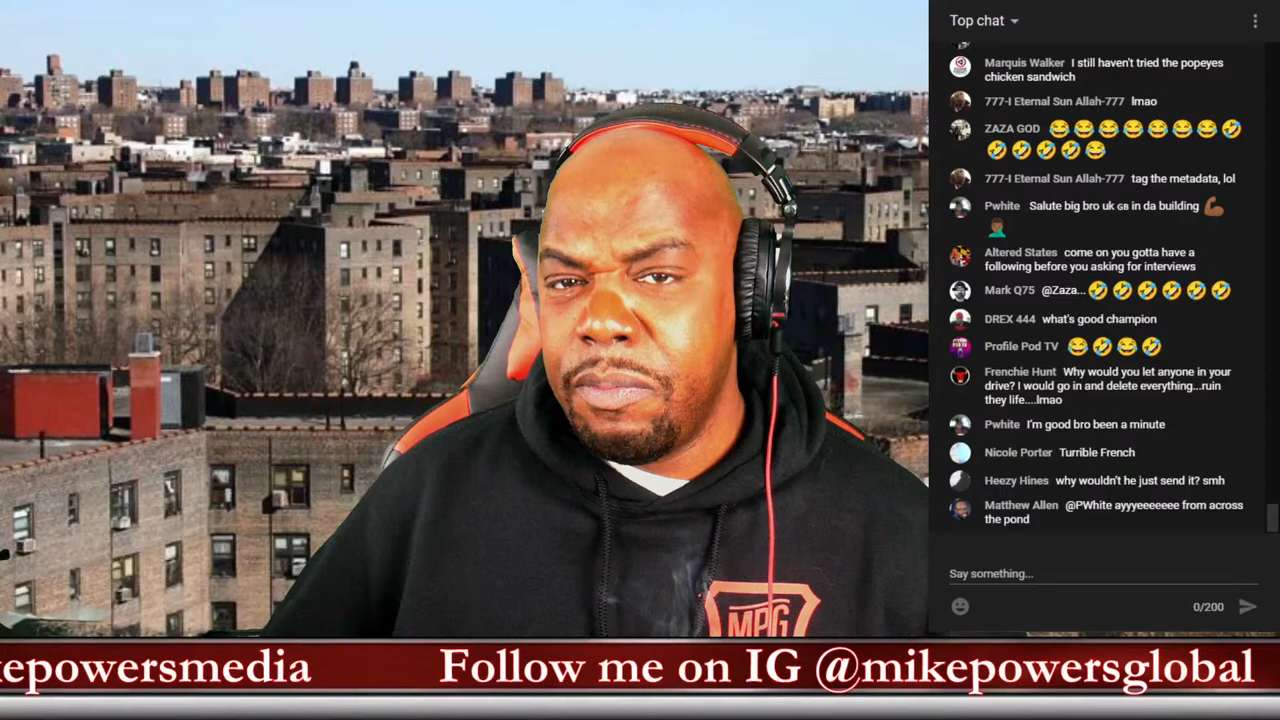 Top chat
Marquis Walker I still haven't tried the popeyes
chicken sandwich
777-I Eternal Sun Allah-777 lmao
ZAZA GOD
777-I Eternal Sun Allah-777 tag the metadata, lol
Pwhite Salute big bro uk GB in da building
Altered States come on you gotta have a
following before you asking for interviews
Mark Q75 @Zaza...
DREX 444 what's good champion
Profile Pod TV
Frenchie Hunt Why would you let anyone in your
drive? I would go in and delete everything...ruin
they life....lmao
Pwhite I'm good bro been a minute
Nicole Porter Turrible French
Heezy Hines why wouldn't he just send it? smh
Matthew Allen @PWhite ayyyeeeeeee from across
the pond
Say something...
0/200
MPG
kepowersmedia Follow me on IG @mikepowersglobal